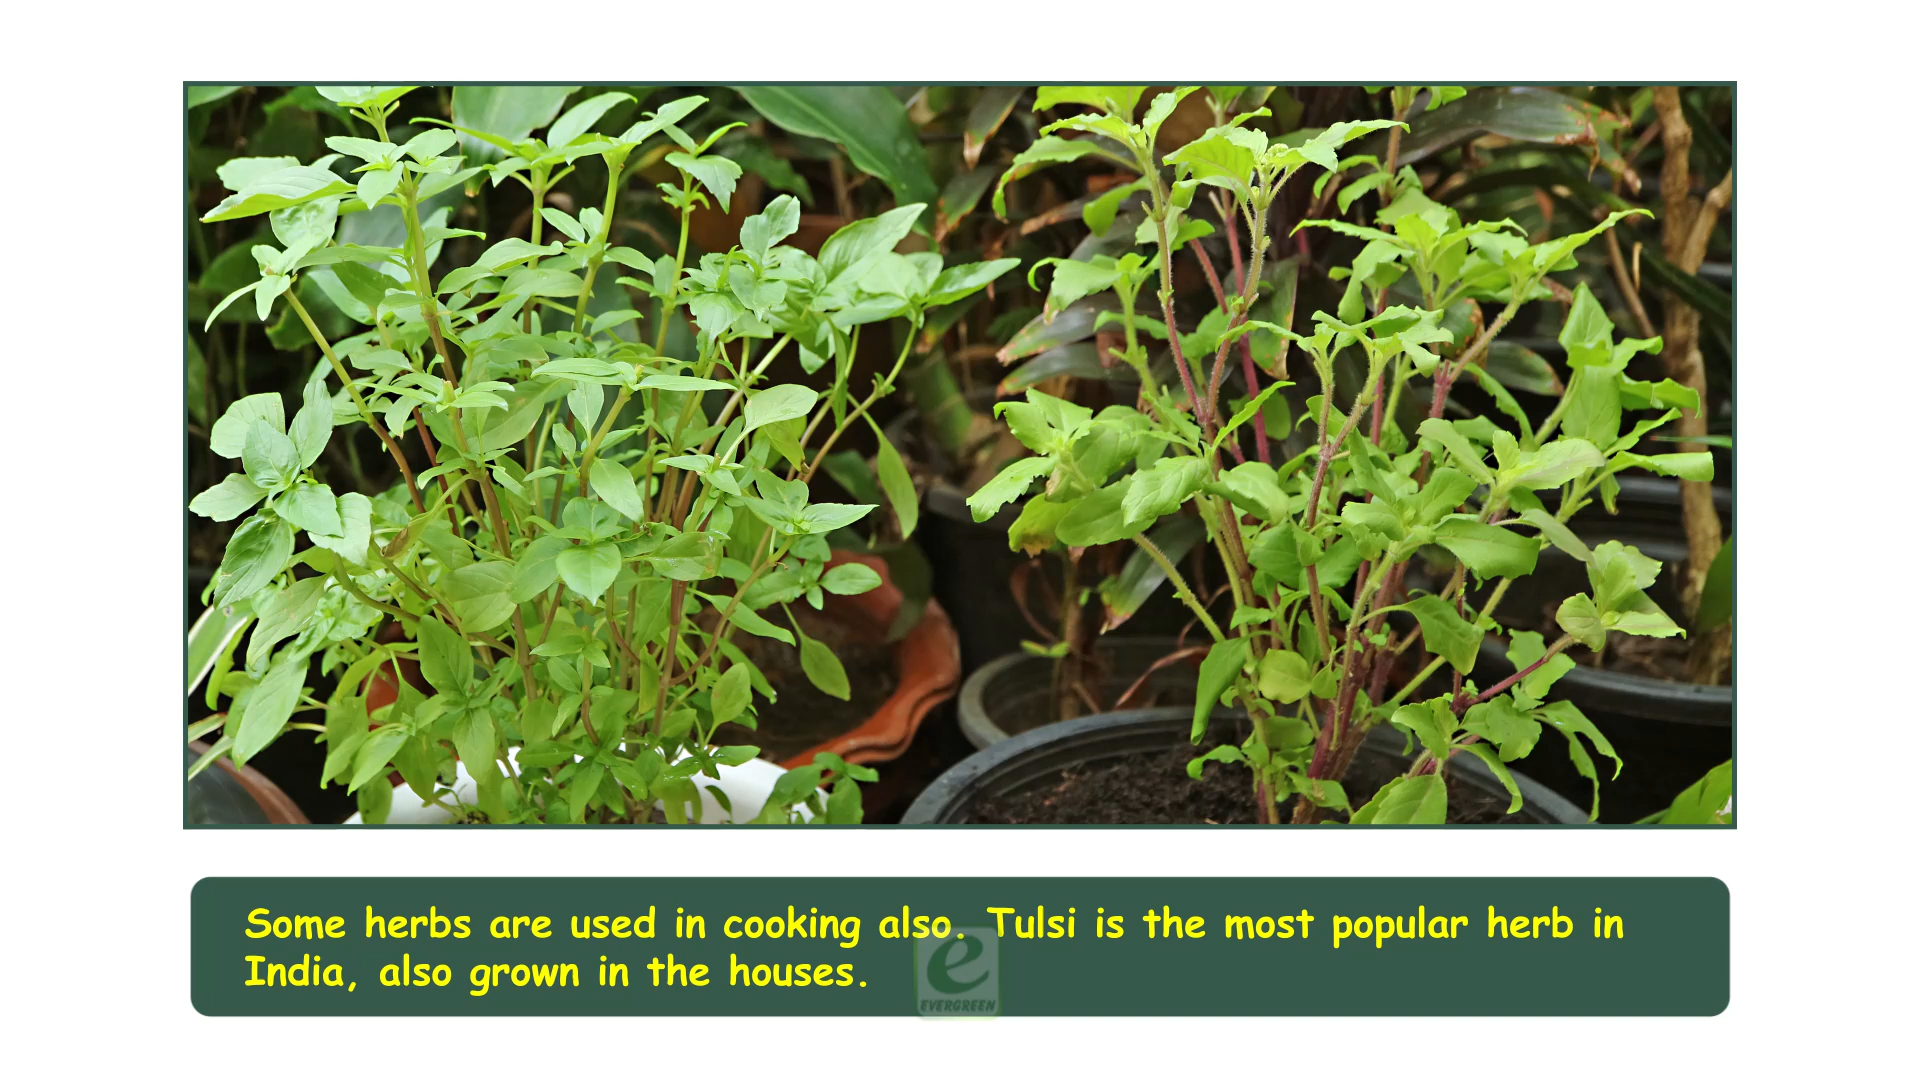 Some herbs are used in cooking also. Tulsi is the most popular herb in
India, also grown in the houses.
e
EVERGREEN